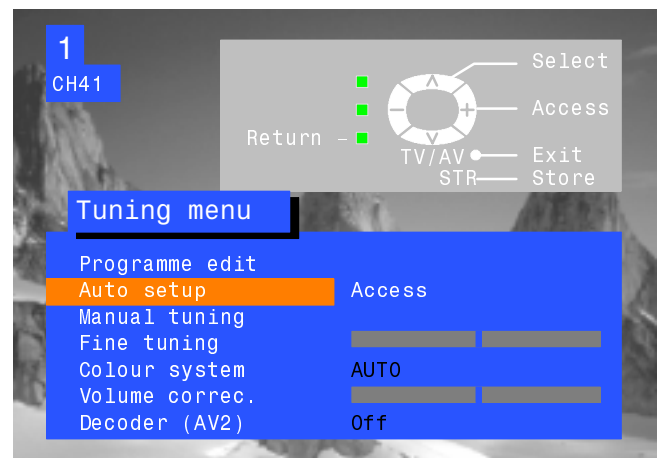 1
CH41
Select
Access
Return
TV/AV Exit
STR Store
Tuning menu
Programme edit
Auto setup Access
Manual tuning
Fine tuning
Colour system AUTO
Volume correc.
Decoder (AV2) Off